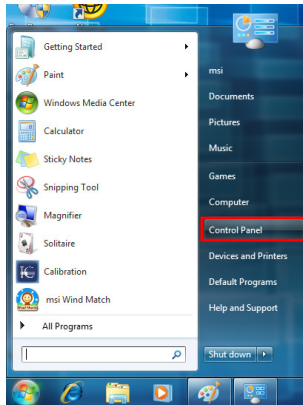 Getting Started
Paint
Windows Media Center
Calculator
Sticky Notes
Snipping Tool
Magnifier
Solitaire
Calibration
msi Wind Match
All Programs
msi
Documents
Pictures
Music
Games
Computer
Control Panel
Devices and Printers
Default Programs
Help and Support
Shut down